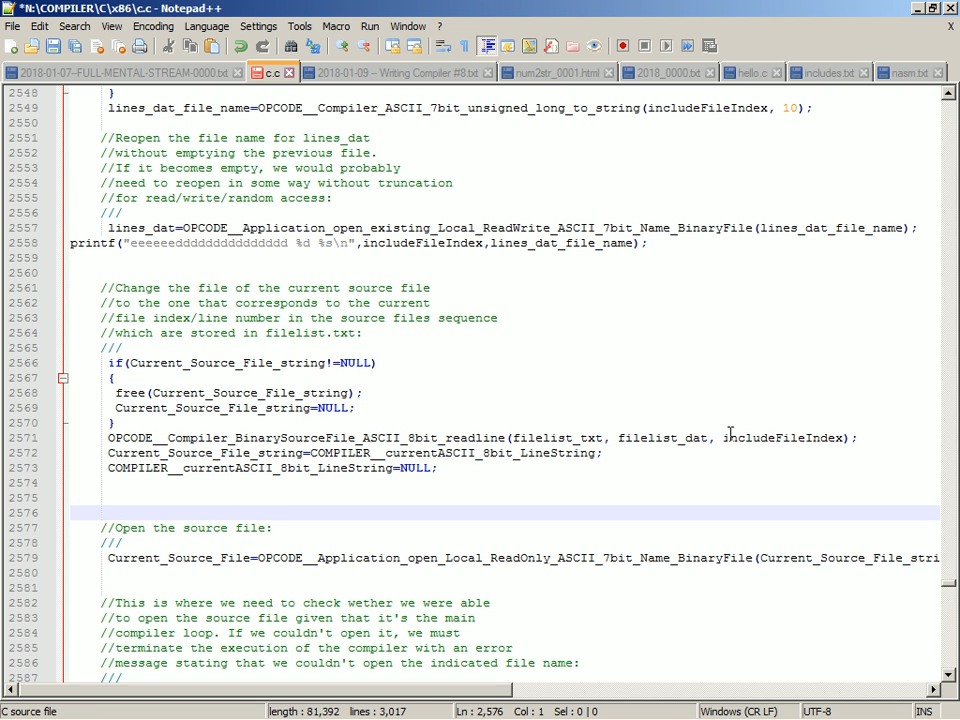 *N:\COMPILER\C\x86\c.c - Notepad++
File Edit Search View Encoding Language Settings Tools Macro Run Window ? X
2018-01-07-FULL-MENTAL-STREAM-0000.txt c.c 2018-01-09 – Writing Compiler #8.txt num2str_0001.html 2018_0000.txt hello.c includes.txt nasm.txt
2548 }
2549 lines_dat_file_name=OPCODE__Compiler_ASCII_7bit_unsigned_long_to_string(includeFileIndex, 10);
2550
2551 //Reopen the file name for lines_dat
2552 //without emptying the previous file.
2553 //If it becomes empty, we would probably
2554 //need to reopen in some way without truncation
2555 //for read/write/random access:
2556 ///
2557 lines_dat=OPCODE__Application_open_existing_Local_ReadWrite_ASCII_7bit_Name_BinaryFile(lines_dat_file_name);
2558 printf("eeeeeedddddddddddddddd %d %s\n",includeFileIndex,lines_dat_file_name);
2559
2560
2561 //Change the file of the current source file
2562 //to the one that corresponds to the current
2563 //file index/line number in the source files sequence
2564 //which are stored in filelist.txt:
2565 ///
2566 if(Current_Source_File_string!=NULL)
2567 {
2568 free(Current_Source_File_string);
2569 Current_Source_File_string=NULL;
2570 }
2571 OPCODE__Compiler_BinarySourceFile_ASCII_8bit_readline(filelist_txt, filelist_dat, includeFileIndex);
2572 Current_Source_File_string=COMPILER__currentASCII_8bit_LineString;
2573 COMPILER__currentASCII_8bit_LineString=NULL;
2574
2575
2576
2577 //Open the source file:
2578 ///
2579 Current_Source_File=OPCODE__Application_open_Local_ReadOnly_ASCII_7bit_Name_BinaryFile(Current_Source_File_stri
2580
2581
2582 //This is where we need to check wether we were able
2583 //to open the source file given that it's the main
2584 //compiler loop. If we couldn't open it, we must
2585 //terminate the execution of the compiler with an error
2586 //message stating that we couldn't open the indicated file name:
2587 ///
C source file length : 81,392 lines : 3,017 Ln : 2,576 Col : 1 Sel : 0 | 0 Windows (CR LF) UTF-8 INS